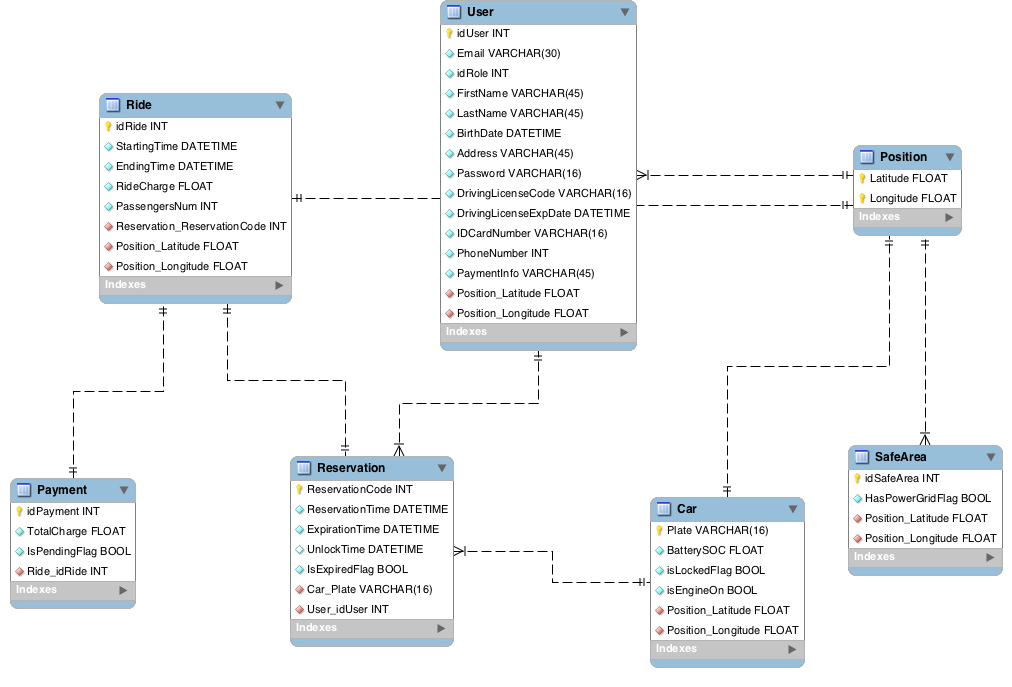 User
idUser INT
Email VARCHAR(30)
idRole INT
FirstName VARCHAR(45)
LastName VARCHAR(45)
BirthDate DATETIME
Address VARCHAR(45)
Password VARCHAR(16)
DrivingLicenseCode VARCHAR(16)
DrivingLicenseExpDate DATETIME
IDCardNumber VARCHAR(16)
PhoneNumber INT
PaymentInfo VARCHAR(45)
Position_Latitude FLOAT
Position_Longitude FLOAT
Indexes
Ride
idRide INT
StartingTime DATETIME
EndingTime DATETIME
RideCharge FLOAT
PassengersNum INT
Reservation_ReservationCode INT
Position_Latitude FLOAT
Position_Longitude FLOAT
Indexes
Position
Latitude FLOAT
Longitude FLOAT
Indexes
Payment
idPayment INT
TotalCharge FLOAT
IsPendingFlag BOOL
Ride_idRide INT
Indexes
Reservation
ReservationCode INT
ReservationTime DATETIME
ExpirationTime DATETIME
UnlockTime DATETIME
IsExpiredFlag BOOL
Car_Plate VARCHAR(16)
User_idUser INT
Indexes
Car
Plate VARCHAR(16)
BatterySOC FLOAT
isLockedFlag BOOL
isEngineOn BOOL
Position_Latitude FLOAT
Position_Longitude FLOAT
Indexes
SafeArea
idSafeArea INT
HasPowerGridFlag BOOL
Position_Latitude FLOAT
Position_Longitude FLOAT
Indexes